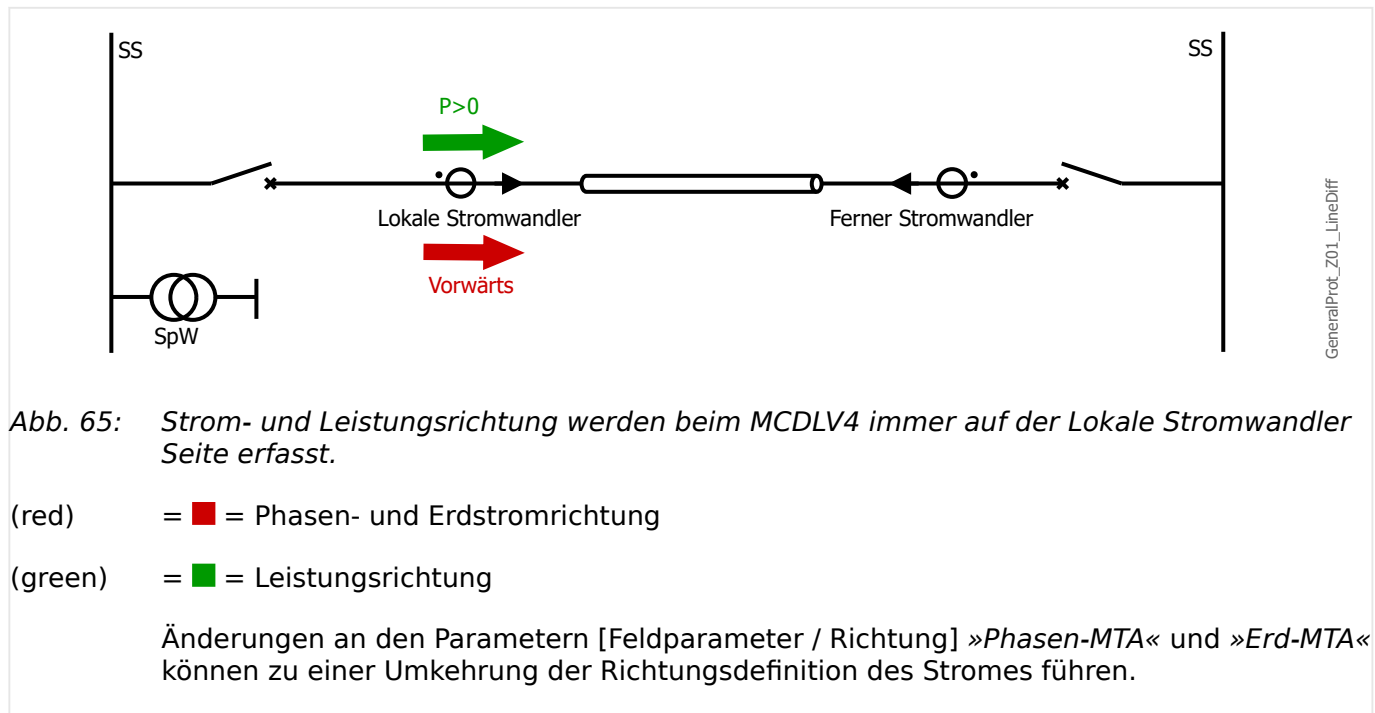 SS
SS
P>0
Lokale Stromwandler
Ferner Stromwandler
Vorwärts
SpW
GeneralProt_Z01_LineDiff
Abb. 65: Strom- und Leistungsrichtung werden beim MCDLV4 immer auf der Lokale Stromwandler
Seite erfasst.
(red) = ■ = Phasen- und Erdstromrichtung
(green) = ■ = Leistungsrichtung
Änderungen an den Parametern [Feldparameter / Richtung] »Phasen-MTA« und »Erd-MTA«
können zu einer Umkehrung der Richtungsdefinition des Stromes führen.